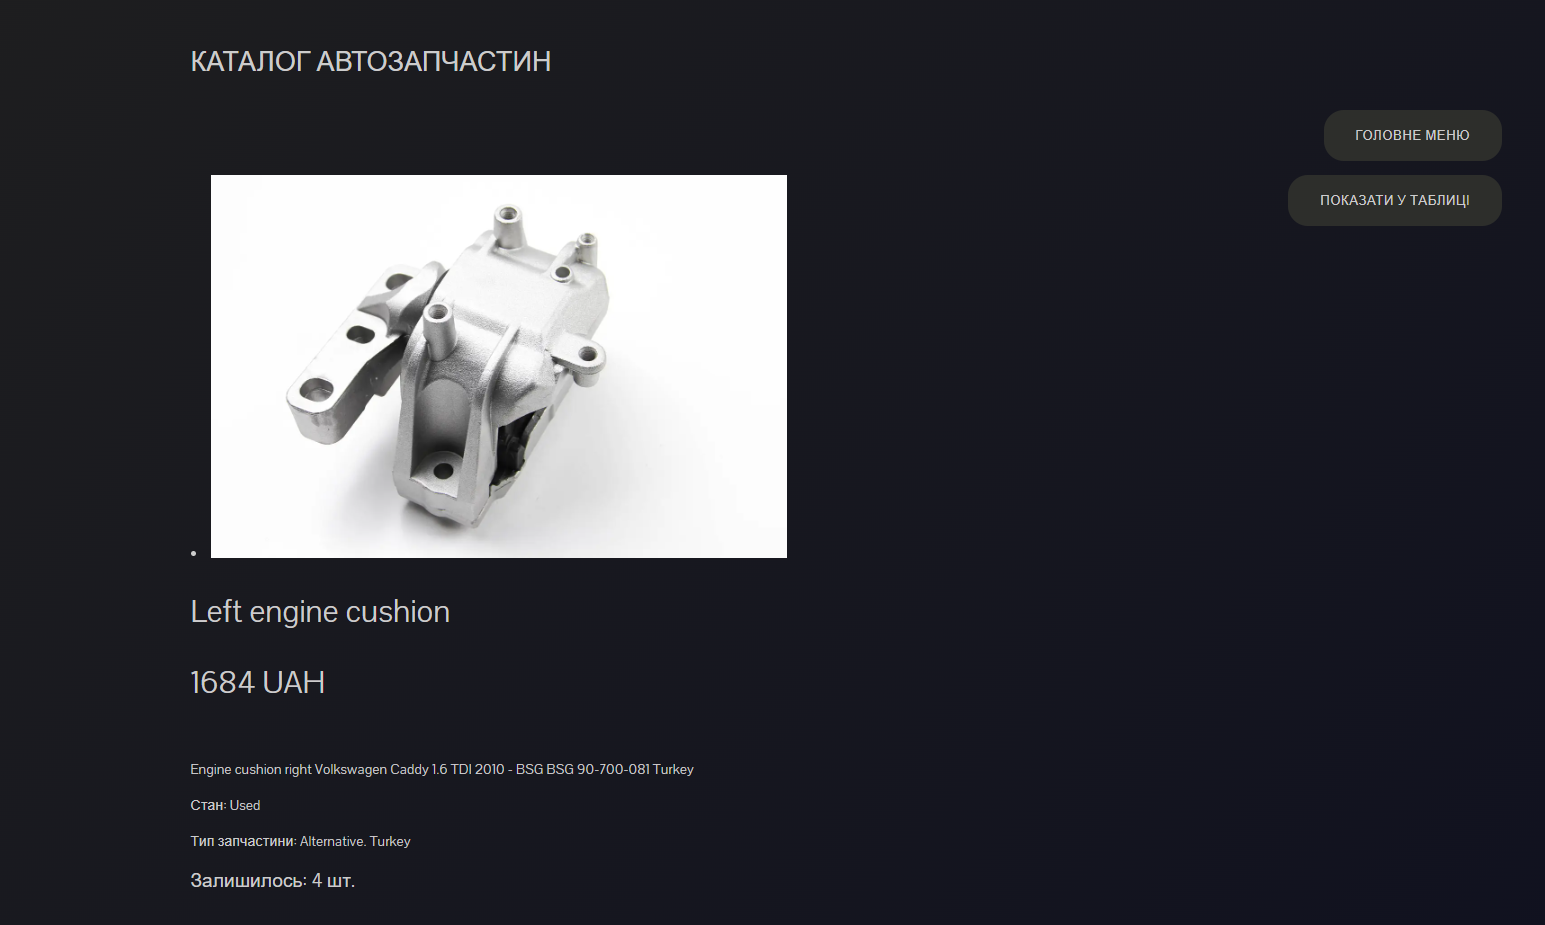 КАТАЛОГ АВТОЗАПЧАСТИН
ГОЛОВНЕ МЕНЮ
ПОКАЗАТИ У ТАБЛИЦІ
Left engine cushion
1684 UAH
Engine cushion right Volkswagen Caddy 1.6 TDI 2010 - BSG BSG 90-700-081 Turkey
Стан: Used
Тип запчастини: Alternative. Turkey
Залишилось: 4 шт.